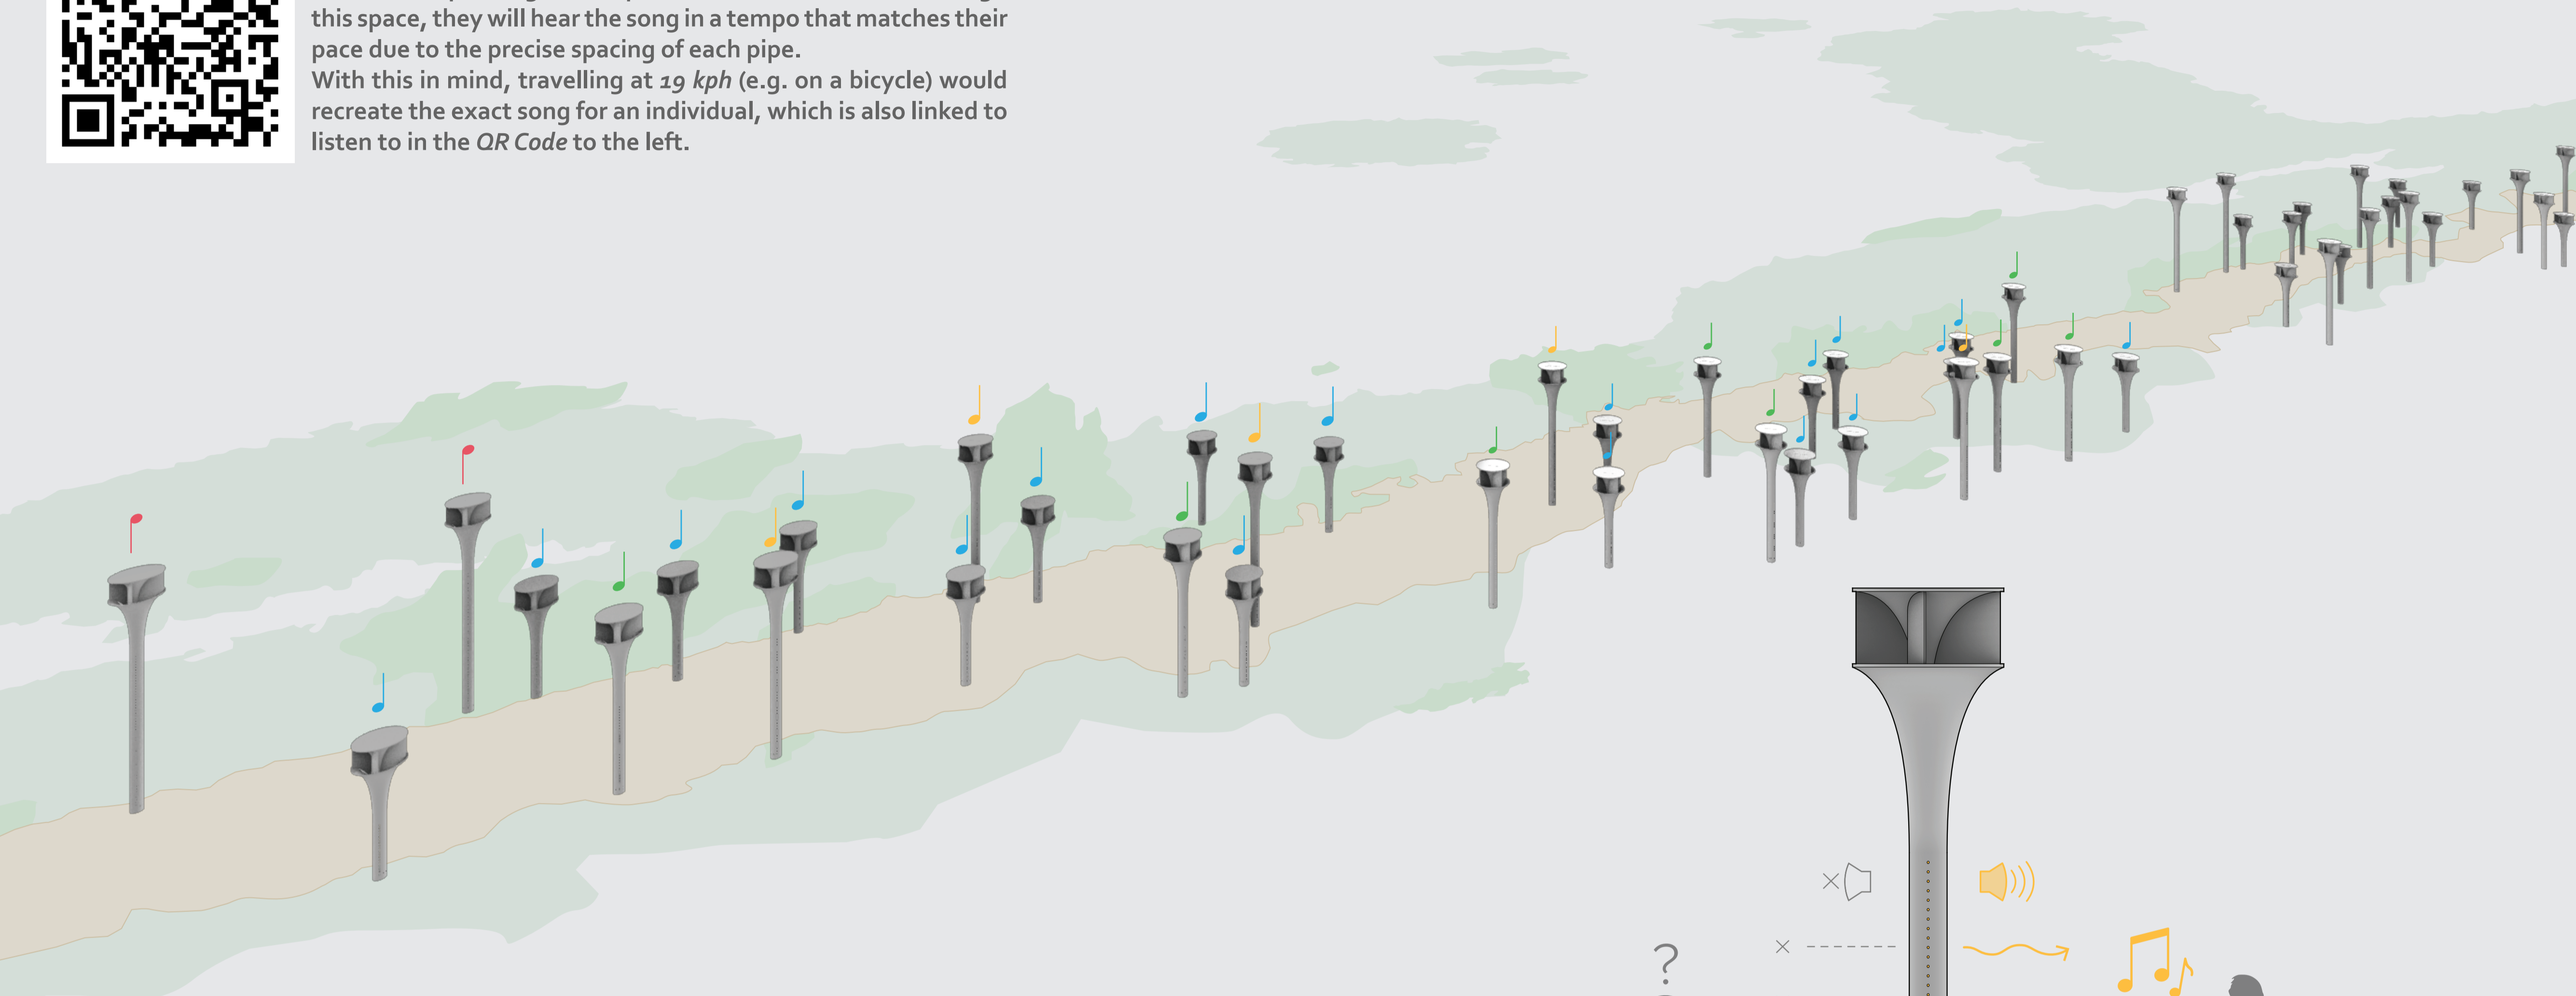 this space, they will hear the song in a tempo that matches their
pace due to the precise spacing of each pipe.
With this in mind, travelling at 19 kph (e.g. on a bicycle) would
recreate the exact song for an individual, which is also linked to
listen to in the QR Code to the left.
?